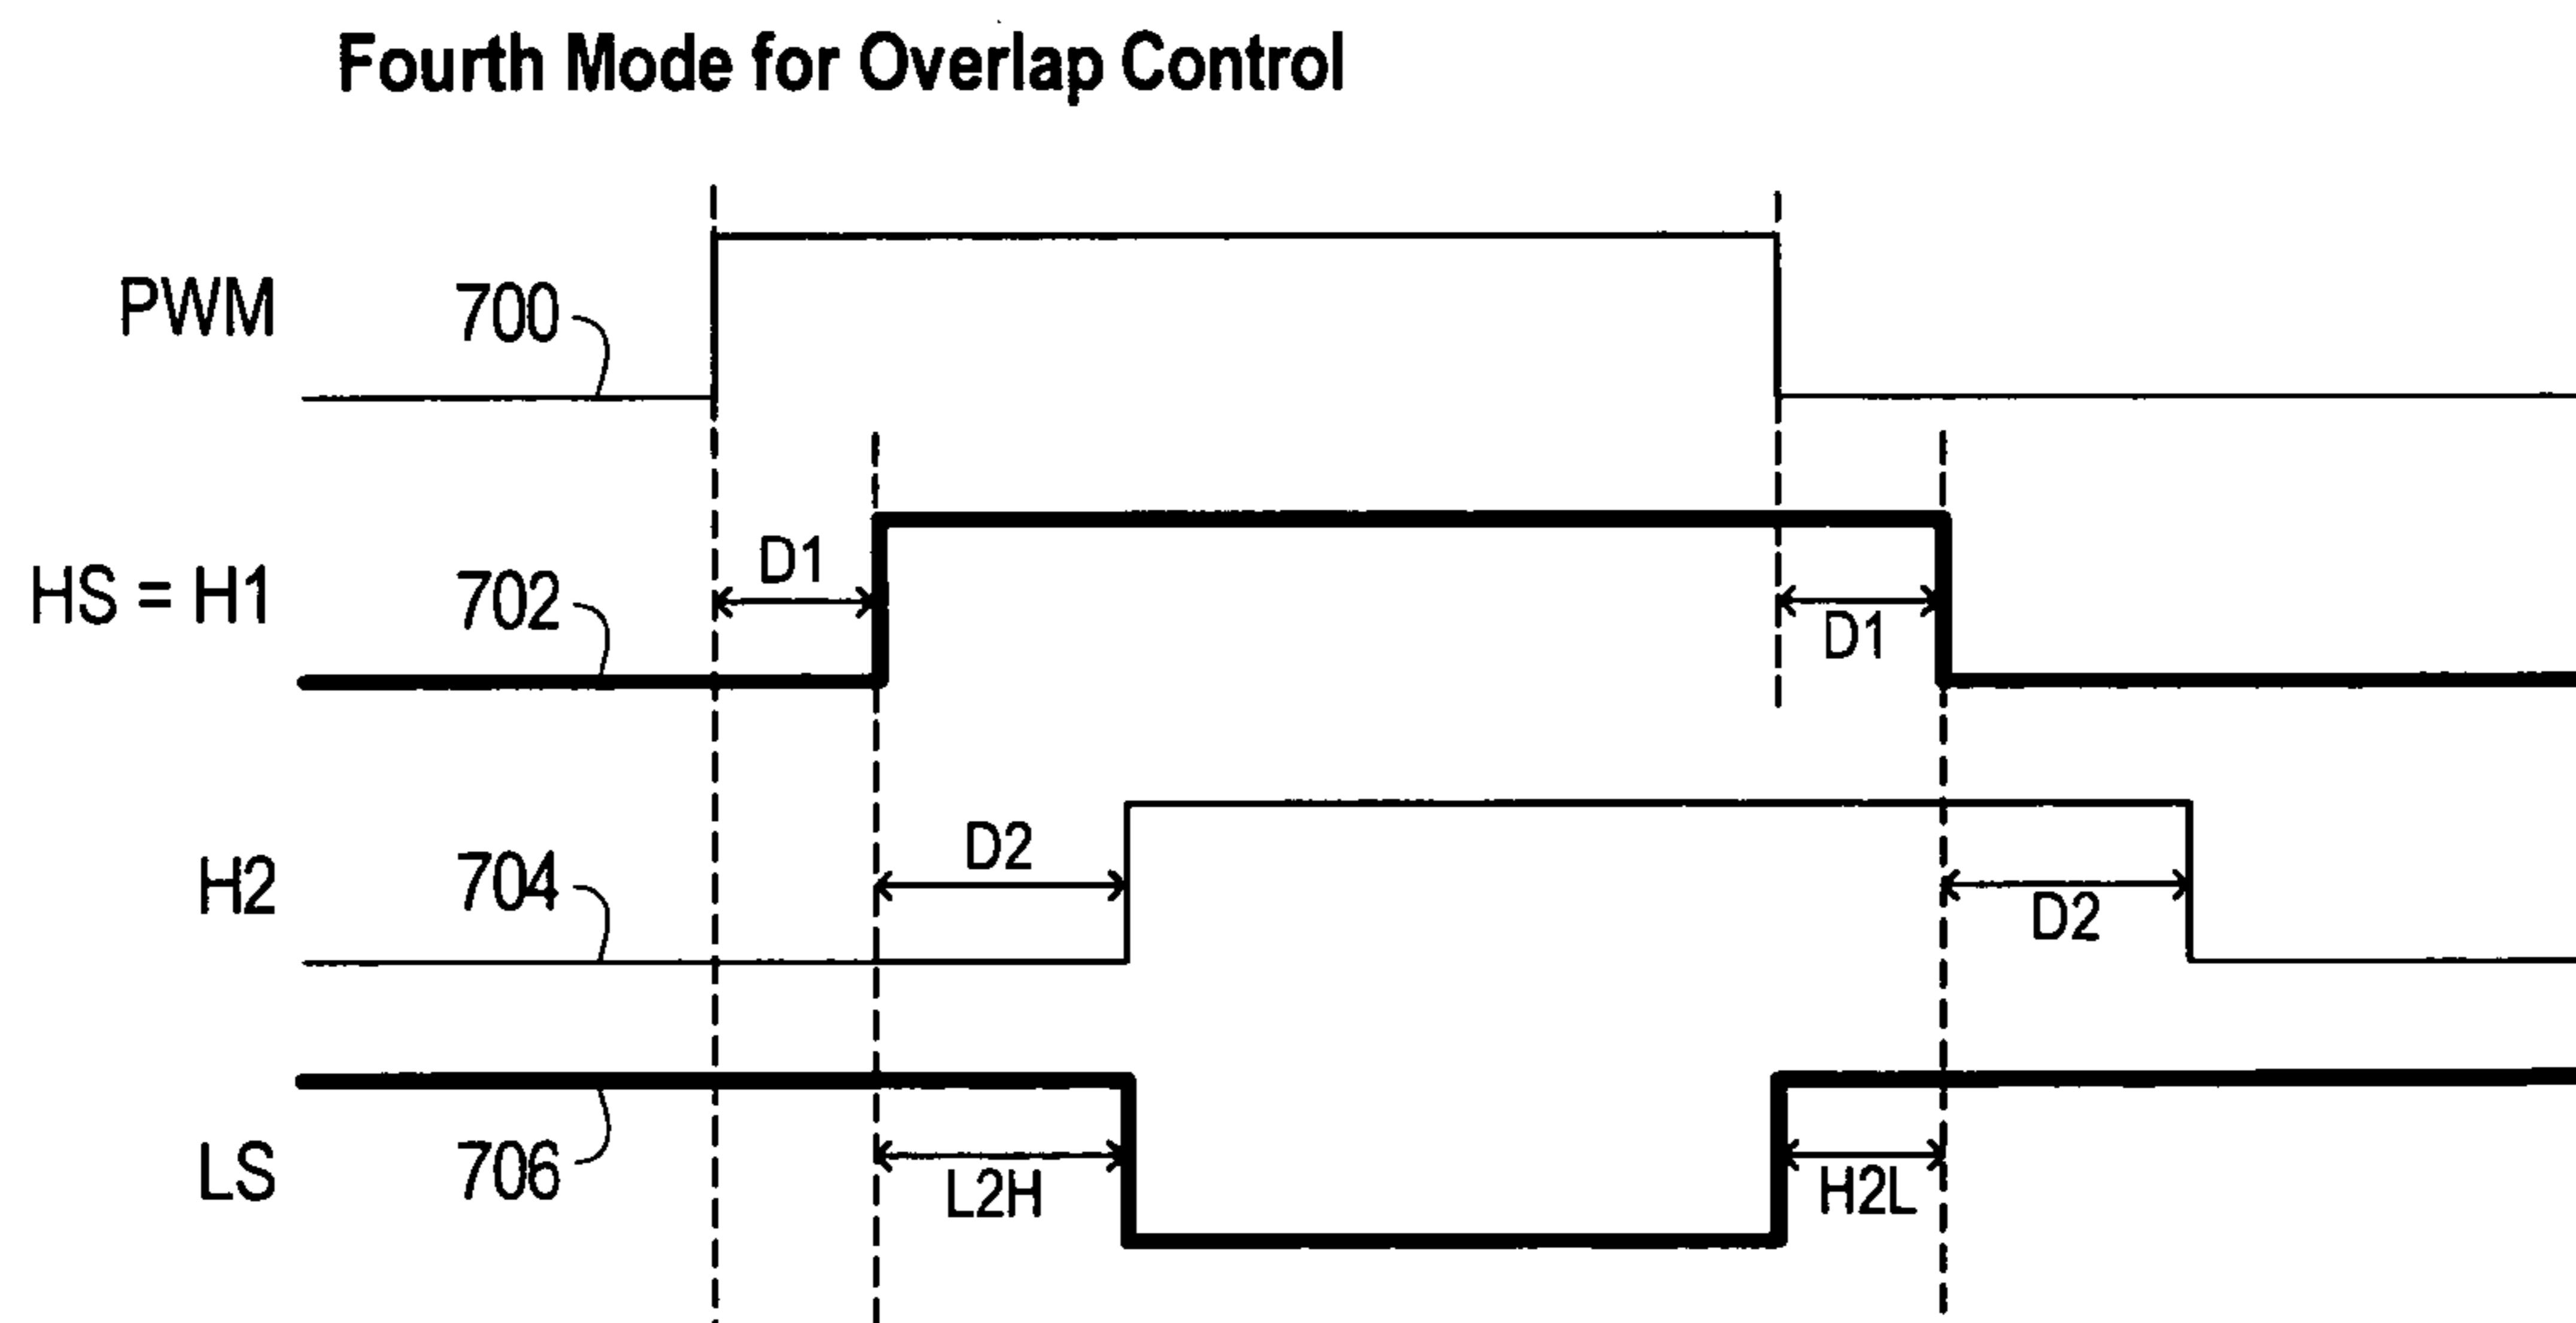 Fourth Mode for Overlap Control
PWM 700
HS = H1 702 D1 D1
H2 704 D2 D2
LS 706 L2H H2L